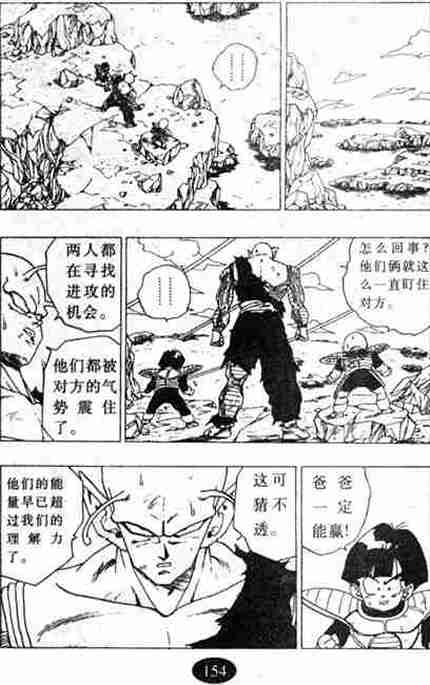 ……
……
怎么回事?
他们俩就这
么一直盯住
对方。
两人都
在寻找
进攻的
机会。
他们都被
对方的气
势震住
了。
爸爸
一定
能赢!
这可
猪不
透。
他们的能
量早已超
过我们的
理解力
了。
154